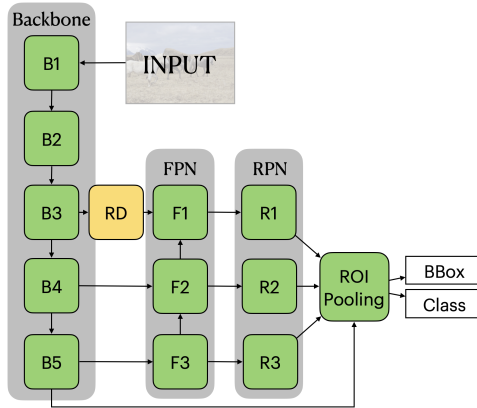 Backbone
B1
INPUT
B2
FPN
RPN
B3
RD
F1
R1
B4
F2
R2
ROI
Pooling
BBox
Class
B5
F3
R3